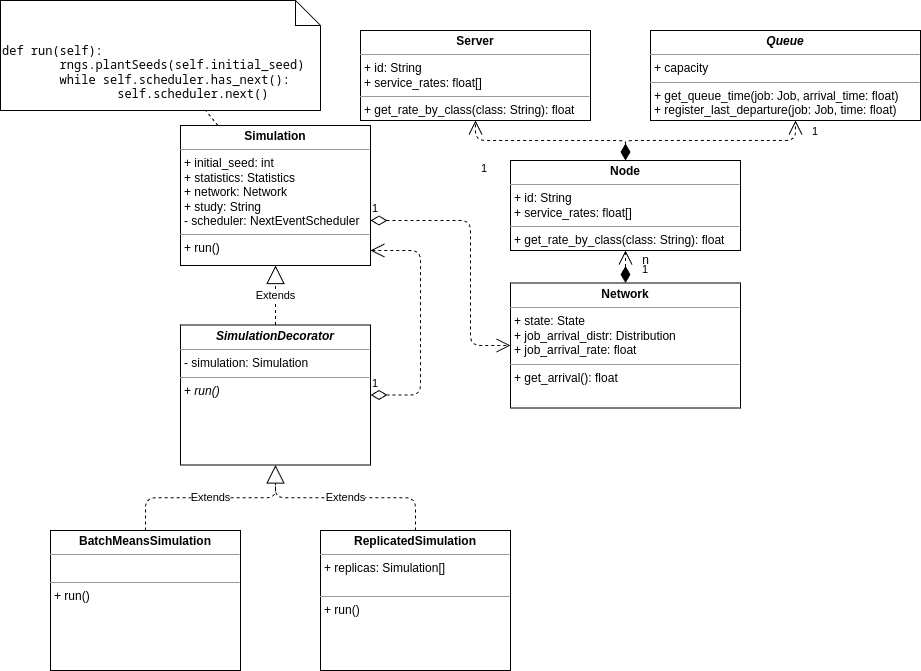 def run(self):
rngs.plantSeeds(self.initial_seed)
while self.scheduler.has_next():
self.scheduler.next()
Server
+ id: String
+ service_rates: float[]
+ get_rate_by_class(class: String): float
Queue
+ capacity
+ get_queue_time(job: Job, arrival_time: float)
+ register_last_departure(job: Job, time: float)
1
1
Simulation
+ initial_seed: int
+ statistics: Statistics
+ network: Network
+ study: String
- scheduler: NextEventScheduler
+ run()
1
Node
+ id: String
+ service_rates: float[]
+ get_rate_by_class(class: String): float
n
1
Extends
Network
+ state: State
+ job_arrival_distr: Distribution
+ job_arrival_rate: float
+ get_arrival(): float
SimulationDecorator
- simulation: Simulation
+ run()
1
Extends
Extends
BatchMeansSimulation
+ run()
ReplicatedSimulation
+ replicas: Simulation[]
+ run()